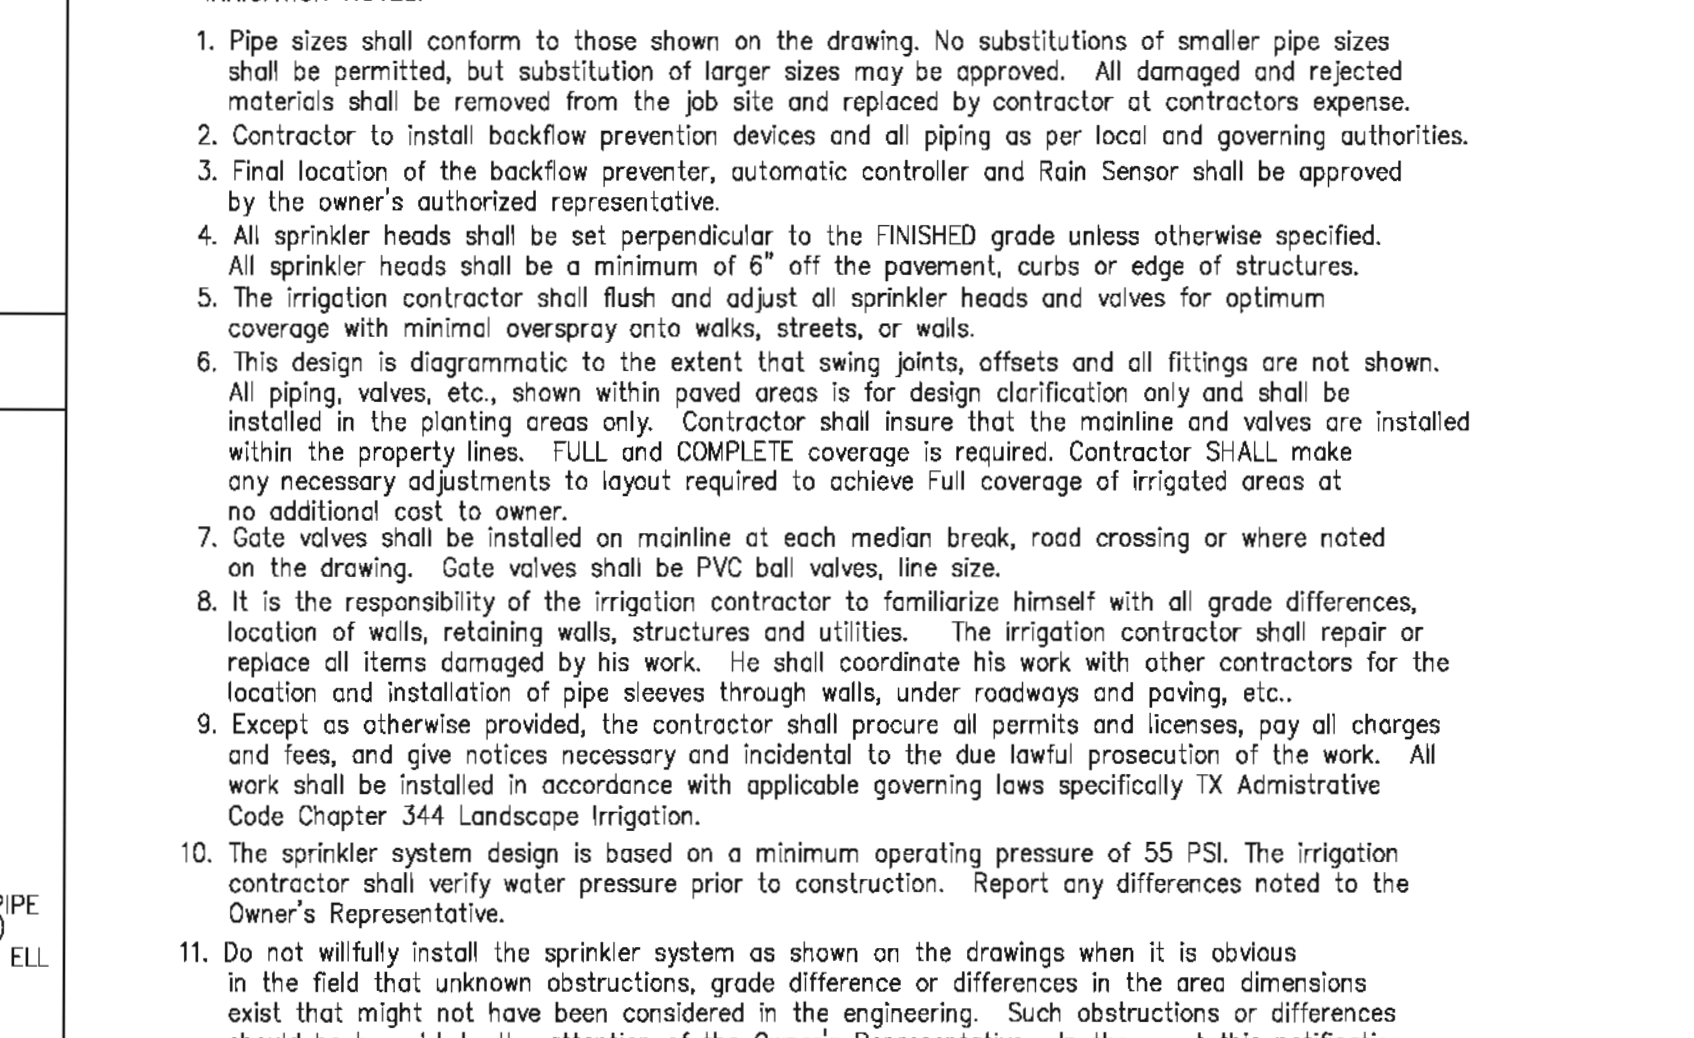 1. Pipe sizes shall conform to those shown on the drawing. No substitutions of smaller pipe sizes
shall be permitted, but substitution of larger sizes may be approved. All damaged and rejected
materials shall be removed from the job site and replaced by contractor at contractors expense.
2. Contractor to install backflow prevention devices and all piping as per local and governing authorities.
3. Final location of the backflow preventer, automatic controller and Rain Sensor shall be approved
by the owner's authorized representative.
4. All sprinkler heads shall be set perpendicular to the FINISHED grade unless otherwise specified.
All sprinkler heads shall be a minimum of 6" off the pavement, curbs or edge of structures.
5. The irrigation contractor shall flush and adjust all sprinkler heads and valves for optimum
coverage with minimal overspray onto walks, streets, or walls.
6. This design is diagrammatic to the extent that swing joints, offsets and all fittings are not shown.
All piping, valves, etc., shown within paved areas is for design clarification only and shall be
installed in the planting areas only. Contractor shall insure that the mainline and valves are installed
within the property lines. FULL and COMPLETE coverage is required. Contractor SHALL make
any necessary adjustments to layout required to achieve Full coverage of irrigated areas at
no additional cost to owner.
7. Gate valves shall be installed on mainline at each median break, road crossing or where noted
on the drawing. Gate valves shall be PVC ball valves, line size.
8. It is the responsibility of the irrigation contractor to familiarize himself with all grade differences,
location of walls, retaining walls, structures and utilities. The irrigation contractor shall repair or
replace all items damaged by his work. He shall coordinate his work with other contractors for the
location and installation of pipe sleeves through walls, under roadways and paving, etc..
9. Except as otherwise provided, the contractor shall procure all permits and licenses, pay all charges
and fees, and give notices necessary and incidental to the due lawful prosecution of the work. All
work shall be installed in accordance with applicable governing laws specifically TX Admistrative
Code Chapter 344 Landscape Irrigation.
10. The sprinkler system design is based on a minimum operating pressure of 55 PSI. The irrigation
contractor shall verify water pressure prior to construction. Report any differences noted to the
Owner's Representative.
11. Do not willfully install the sprinkler system as shown on the drawings when it is obvious
in the field that unknown obstructions, grade difference or differences in the area dimensions
exist that might not have been considered in the engineering. Such obstructions or differences
PIPE
ELL